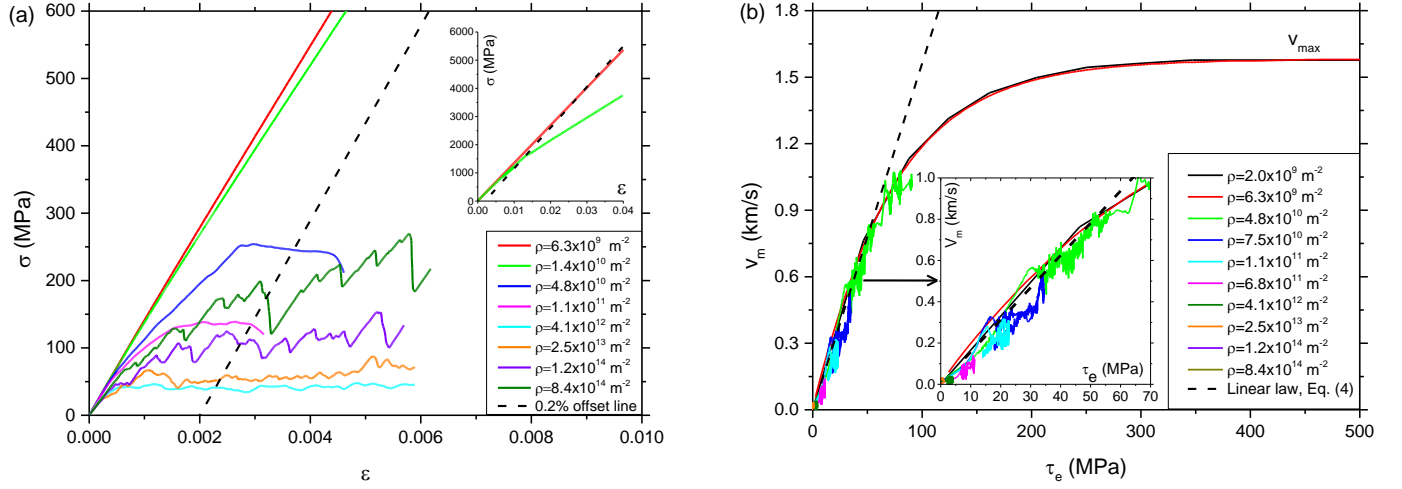 (a)
600
500
400
300
200
100
0
σ (MPa)
0.000
0.002
0.004
0.006
0.008
0.010
ε
6000
5000
4000
3000
2000
1000
0
σ (MPa)
0.00
0.01
0.02
0.03
0.04
ε
ρ=6.3x10⁹ m⁻²
ρ=1.4x10¹⁰ m⁻²
ρ=4.8x10¹⁰ m⁻²
ρ=1.1x10¹¹ m⁻²
ρ=4.1x10¹² m⁻²
ρ=2.5x10¹³ m⁻²
ρ=1.2x10¹⁴ m⁻²
ρ=8.4x10¹⁴ m⁻²
0.2% offset line
(b)
1.8
1.5
1.2
0.9
0.6
0.3
0.0
v_m (km/s)
0
50
100
150
200
250
300
350
400
450
500
τ_e (MPa)
v_max
1.0
0.8
0.6
0.4
0.2
0.0
v_m (km/s)
0
10
20
30
40
50
60
70
τ_e (MPa)
ρ=2.0x10⁹ m⁻²
ρ=6.3x10⁹ m⁻²
ρ=4.8x10¹⁰ m⁻²
ρ=7.5x10¹⁰ m⁻²
ρ=1.1x10¹¹ m⁻²
ρ=6.8x10¹¹ m⁻²
ρ=4.1x10¹² m⁻²
ρ=2.5x10¹³ m⁻²
ρ=1.2x10¹⁴ m⁻²
ρ=8.4x10¹⁴ m⁻²
Linear law, Eq. (4)